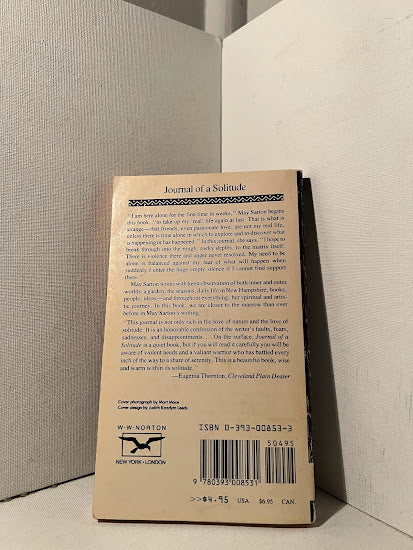 Journal of a Solitude
"I am here alone for the first time in weeks," May Sarton begins
this book, "to take up my 'real' life again at last. That is what is
strange—that friends, even passionate love, are not my real life,
unless there is time alone in which to explore and to discover what
is happening or has happened." In this journal, she says, "I hope to
break through into the rough, rocky depths, to the matrix itself.
There is violence there and anger never resolved. My need to be
alone is balanced against my fear of what will happen when
suddenly I enter the huge empty silence if I cannot find support
there."
May Sarton writes with keen observation of both inner and outer
worlds: a garden, the seasons, daily life in New Hampshire, books,
people, ideas—and throughout everything, her spiritual and artis-
tic journey. In this book, we are closer to the marrow than ever
before in May Sarton's writing.
"This journal is not only rich in the love of nature and the love of
solitude. It is an honorable confession of the writer's faults, fears,
sadnesses, and disappointments. . . . On the surface, Journal of a
Solitude is a quiet book, but if you will read it carefully you will be
aware of violent needs and a valiant warrior who has battled every
inch of the way to a share of serenity. This is a beautiful book, wise
and warm within its solitude."
—Eugenia Thornton, Cleveland Plain Dealer
Cover photograph by Mort Mace
Cover design by Judith Kazdym Leeds
W·W·NORTON
NEW YORK · LONDON
ISBN 0-393-00853-3
50495
9 780393 008531
>>$4.95 USA $6.95 CAN.